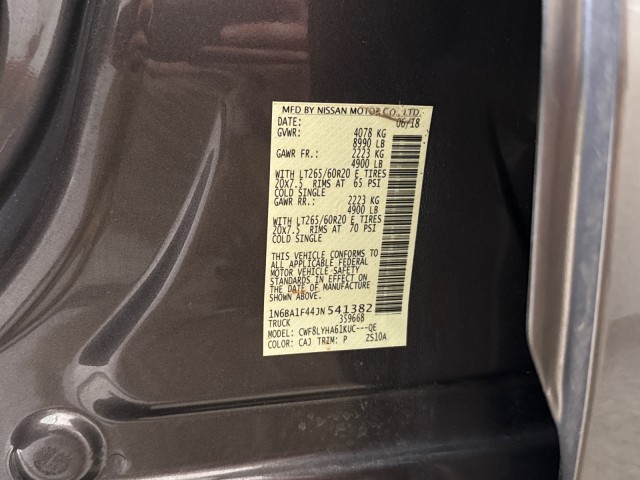 MFD BY NISSAN MOTOR CO., LTD.
DATE: 06/18
GVWR: 4078 KG
8990 LB
GAWR FR.: 2223 KG
4900 LB
WITH LT265/60R20 E TIRES
20X7.5 RIMS AT 65 PSI
COLD SINGLE
GAWR RR.: 2223 KG
4900 LB
WITH LT265/60R20 E TIRES
20X7.5 RIMS AT 70 PSI
COLD SINGLE
THIS VEHICLE CONFORMS TO
ALL APPLICABLE FEDERAL
MOTOR VEHICLE SAFETY
STANDARDS IN EFFECT ON
THE DATE OF MANUFACTURE
SHOWN ABOVE.
1N6BA1F44JN541382
TRUCK 359668
MODEL: CWF8LYHA61KUC---QE
COLOR: CAJ TRIM: P ZS10A